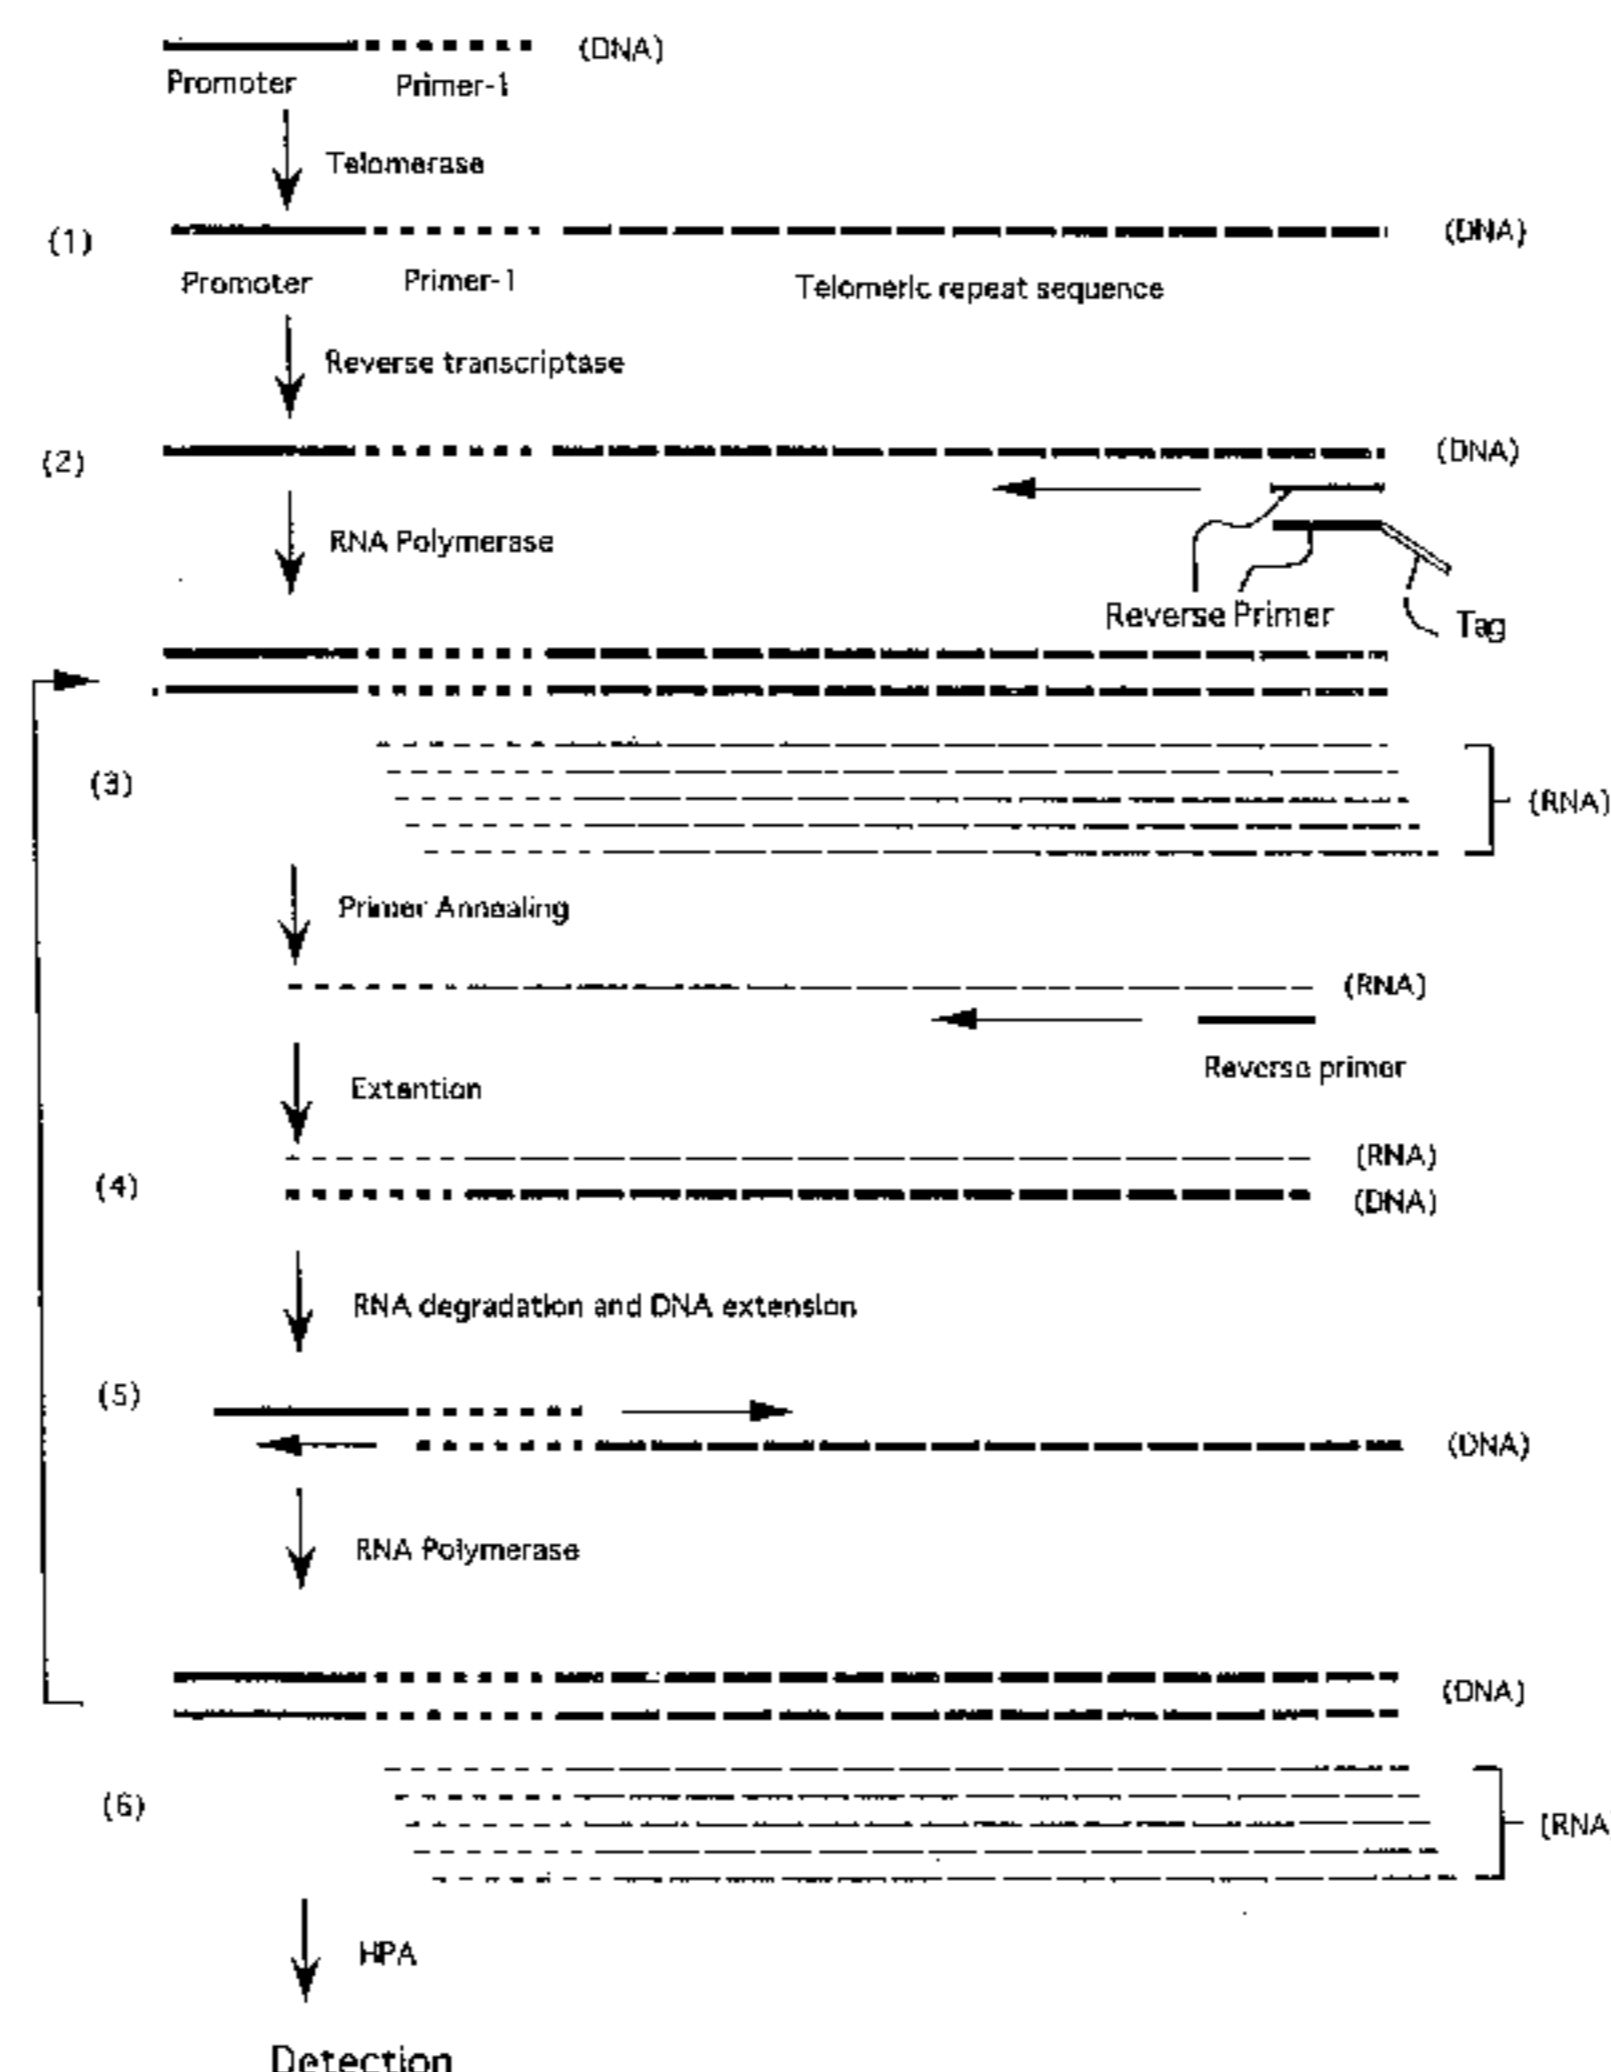 (DNA)
Promoter Primer-1
Telomerase
(1) (DNA)
Promoter Primer-1 Telomeric repeat sequence
Reverse transcriptase
(2) (DNA)
RNA Polymerase
Reverse Primer Tag
(3) (RNA)
Primer Annealing
(RNA)
Reverse primer
Extention
(RNA)
(4) (DNA)
RNA degradation and DNA extension
(5)
(DNA)
RNA Polymerase
(DNA)
(6) (RNA
HPA
Detection